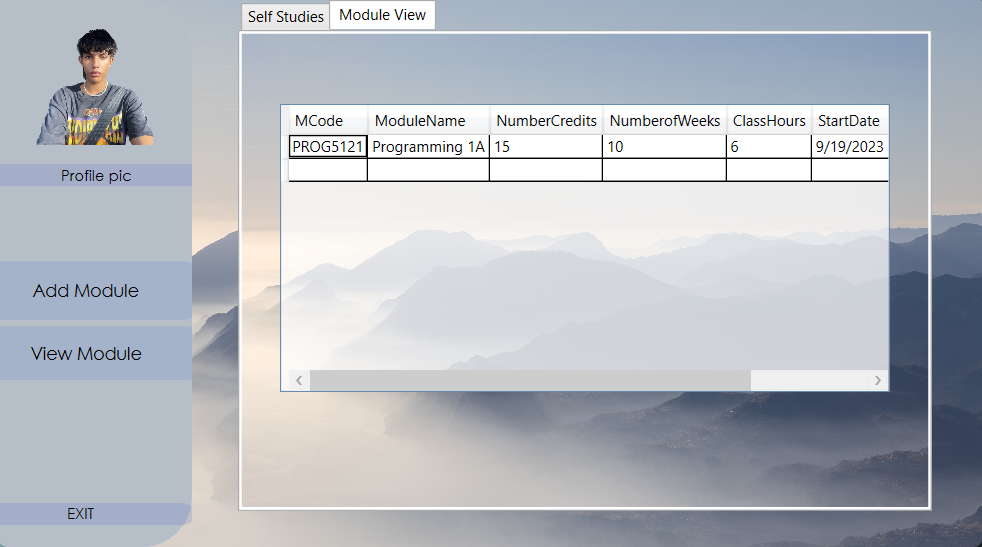 Self Studies
Module View
Profile pic
Add Module
View Module
EXIT
MCode ModuleName NumberCredits NumberofWeeks ClassHours StartDate
PROG5121 Programming 1A 15 10 6 9/19/2023